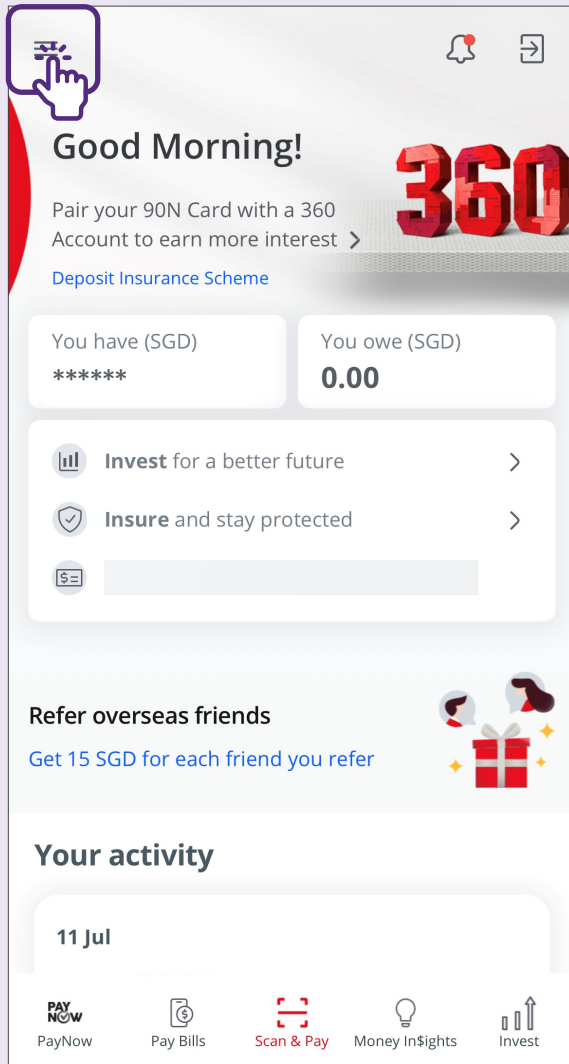 Good Morning!
360
Pair your 90N Card with a 360
Account to earn more interest
Deposit Insurance Scheme
You have (SGD)
******
You owe (SGD)
0.00
Invest for a better future
Insure and stay protected
Refer overseas friends
Get 15 SGD for each friend you refer
Your activity
11 Jul
PAY
NOW
PayNow
Pay Bills
Scan & Pay
Money In$ights
Invest